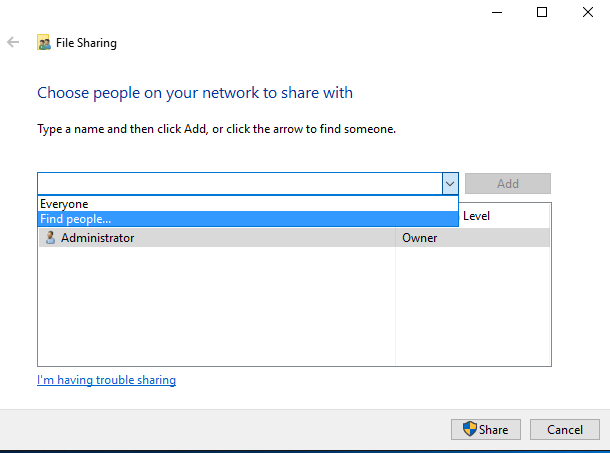 File Sharing
Choose people on your network to share with
Type a name and then click Add, or click the arrow to find someone.
Add
Everyone
Find people...
Level
Administrator Owner
I'm having trouble sharing
Share Cancel